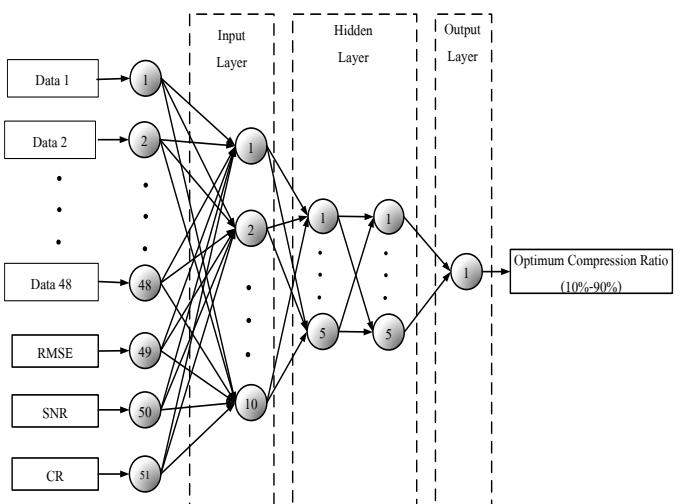 Input
Layer
Hidden
Layer
Output
Layer
Data 1
1
Data 2
2
Data 48
48
RMSE
49
SNR
50
CR
51
1
2
10
1
5
1
5
1
Optimum Compression Ratio
(10%-90%)